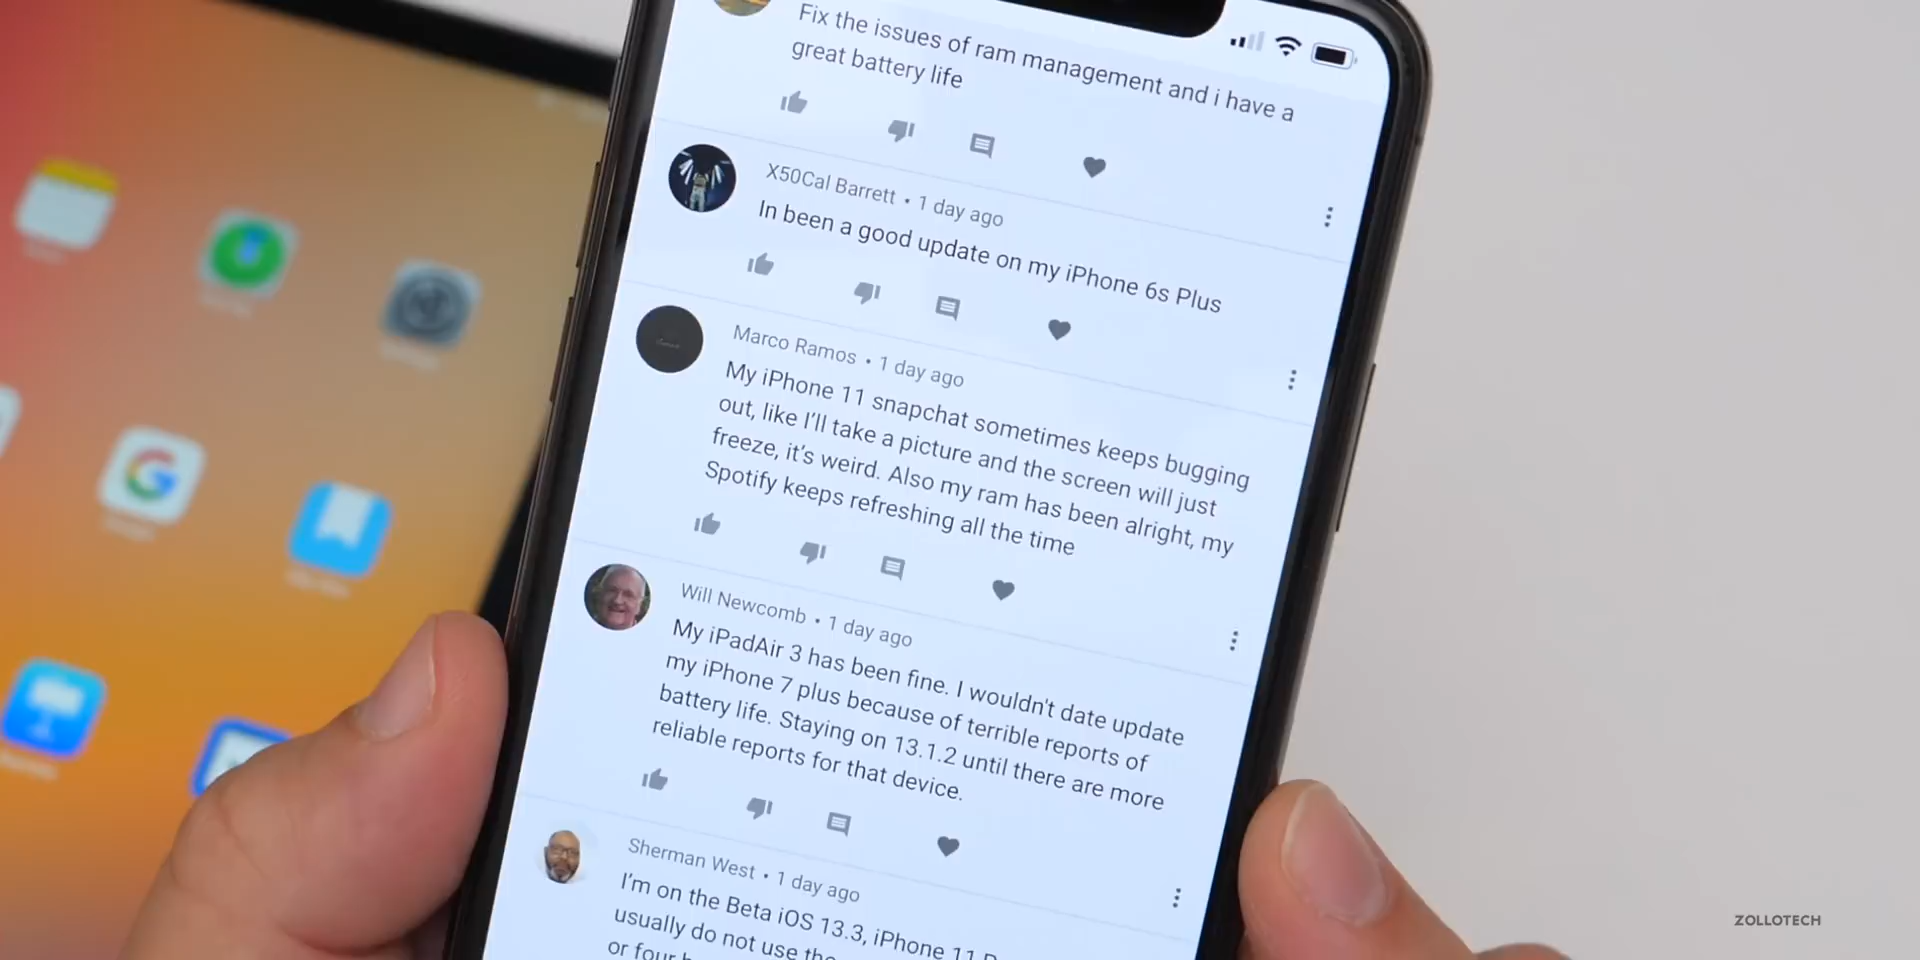 Fix the issues of ram management and i have a
great battery life
X50Cal Barrett • 1 day ago
In been a good update on my iPhone 6s Plus
Marco Ramos • 1 day ago
My iPhone 11 snapchat sometimes keeps bugging
out, like I'll take a picture and the screen will just
freeze, it's weird. Also my ram has been alright, my
Spotify keeps refreshing all the time
Will Newcomb • 1 day ago
My iPadAir 3 has been fine. I wouldn't date update
my iPhone 7 plus because of terrible reports of
battery life. Staying on 13.1.2 until there are more
reliable reports for that device.
Sherman West • 1 day ago
I'm on the Beta iOS 13.3, iPhone 11
usually do not use
or four
ZOLLOTECH